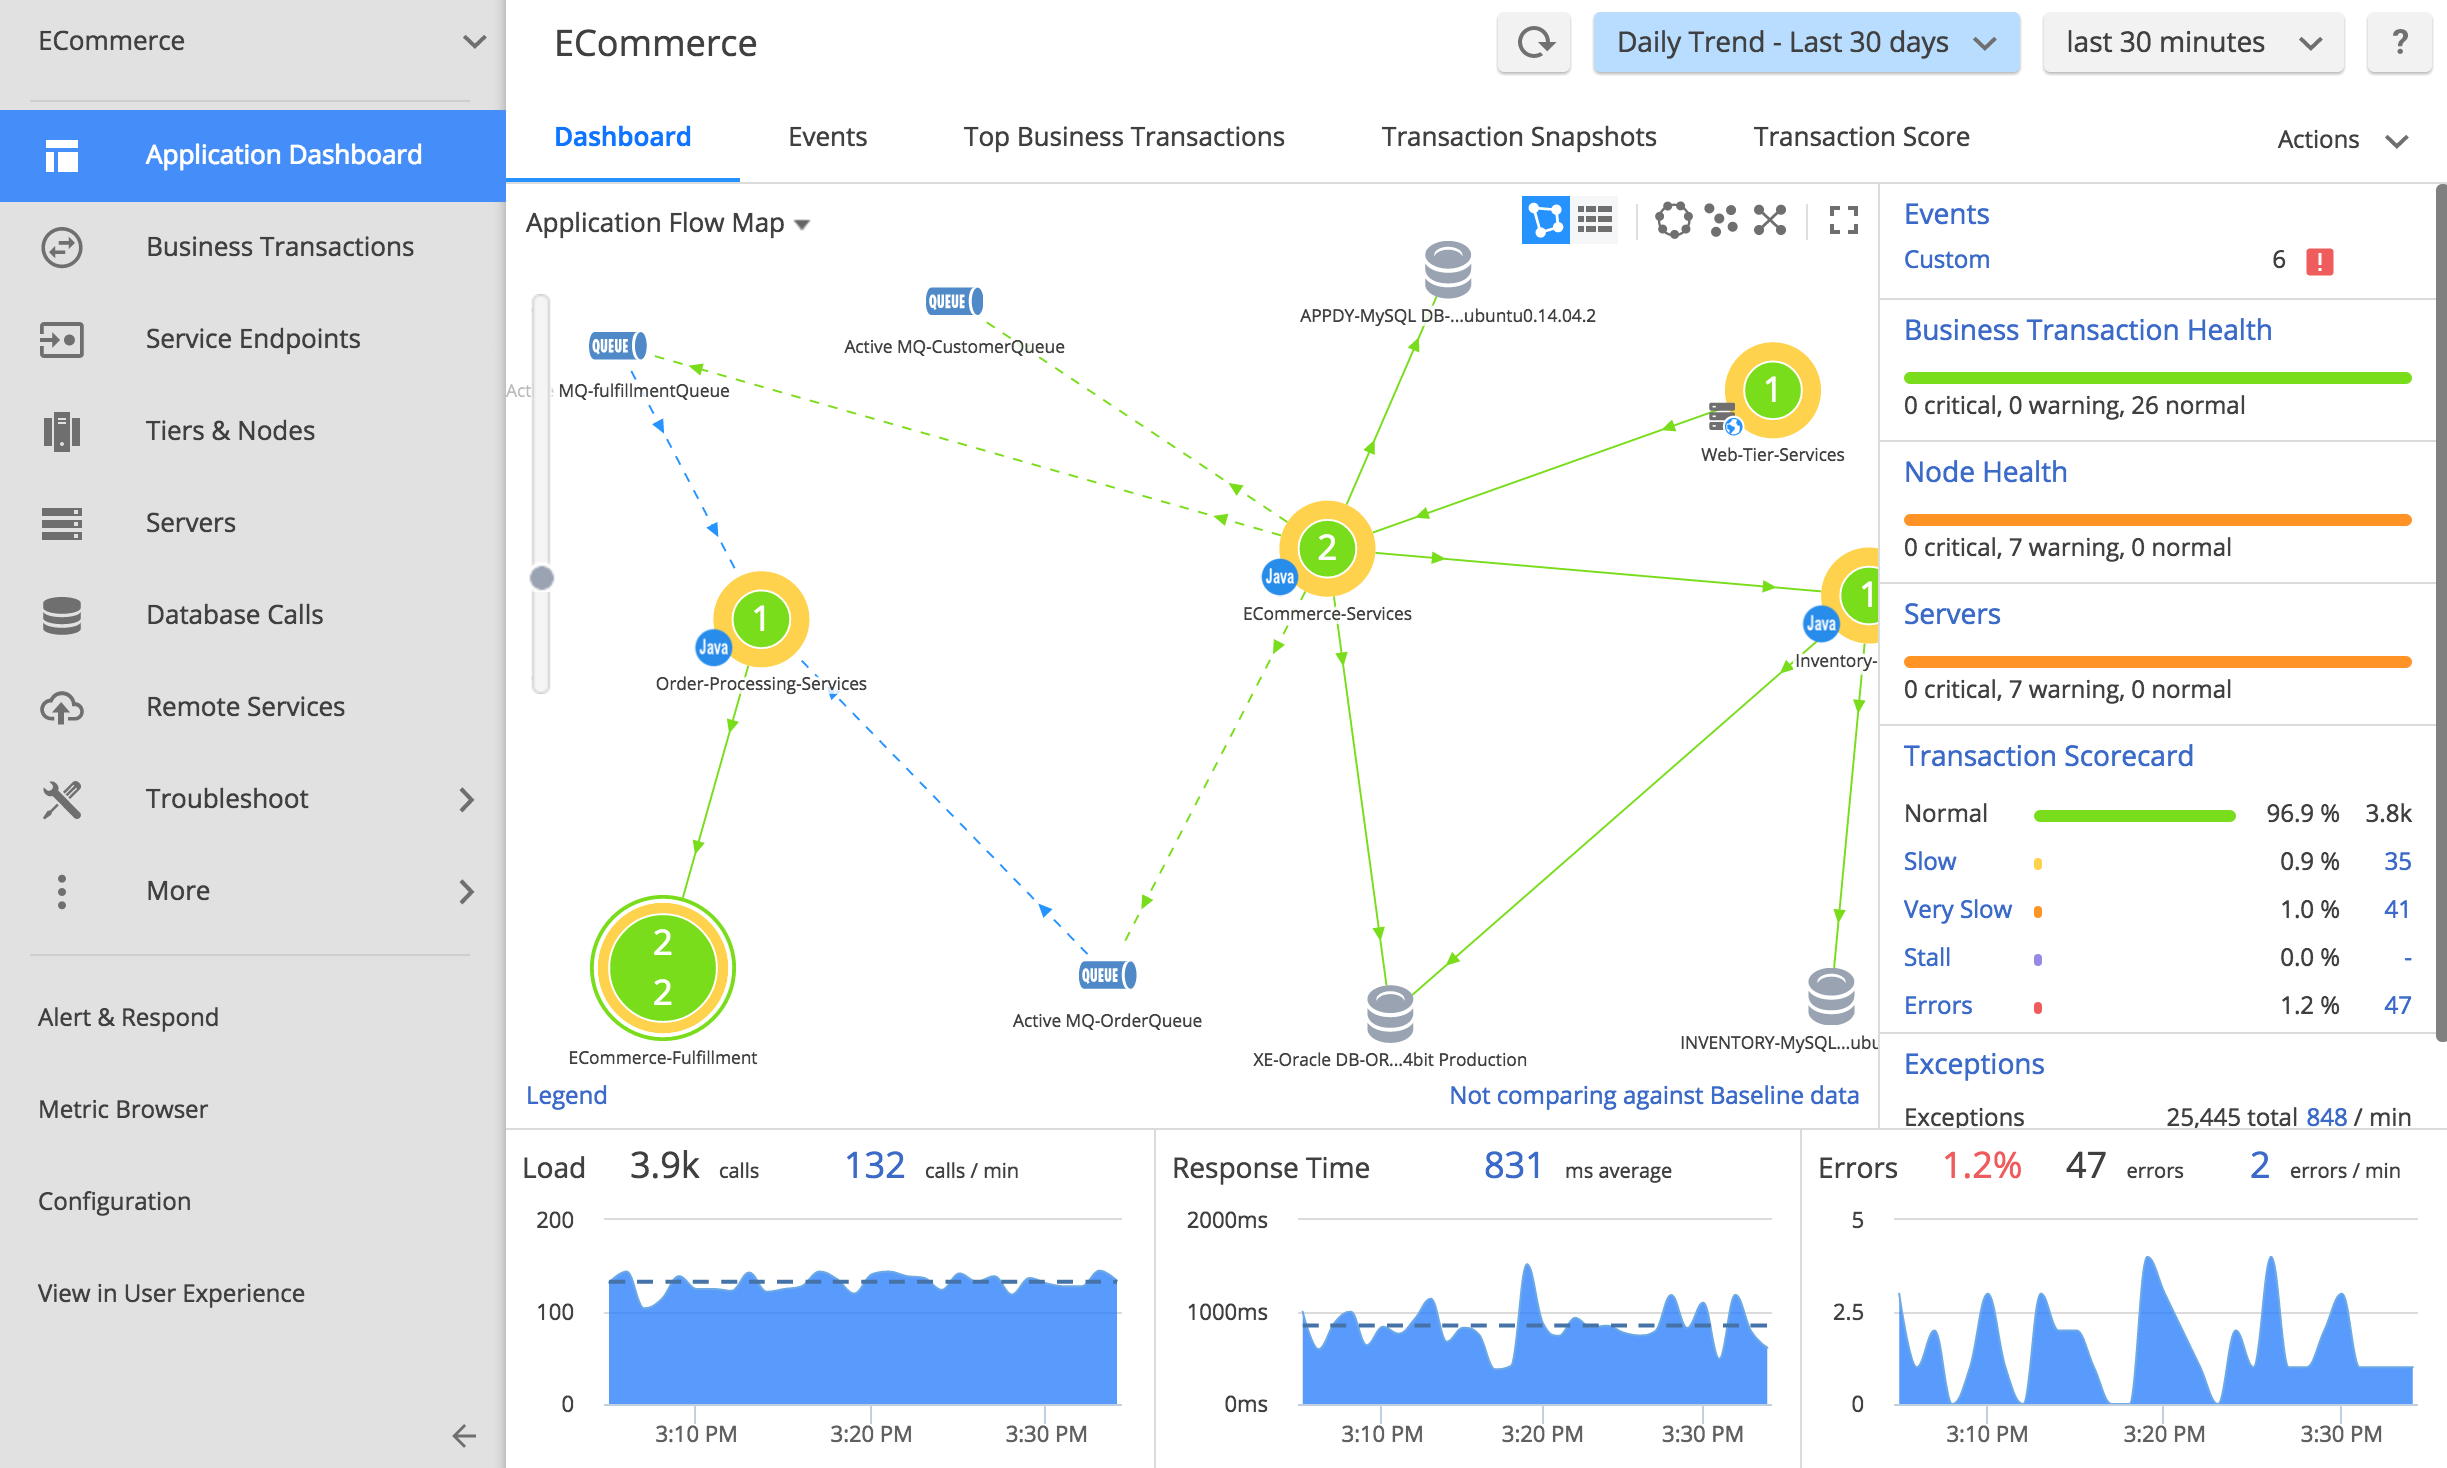 ECommerce
Application Dashboard
Business Transactions
Service Endpoints
Tiers & Nodes
Servers
Database Calls
Remote Services
Troubleshoot
More
Alert & Respond
Metric Browser
Configuration
View in User Experience
ECommerce
Daily Trend - Last 30 days
last 30 minutes
?
Dashboard
Events
Top Business Transactions
Transaction Snapshots
Transaction Score
Actions
Application Flow Map
QUEUE
Active MQ-CustomerQueue
QUEUE
MQ-fulfillmentQueue
APPDY-MySQL DB-...ubuntu0.14.04.2
1
Web-Tier-Services
2
Java
ECommerce-Services
1
Java
Inventory-
1
Java
Order-Processing-Services
2
2
ECommerce-Fulfillment
QUEUE
Active MQ-OrderQueue
XE-Oracle DB-OR...4bit Production
INVENTORY-MySQL...ubu
Legend
Not comparing against Baseline data
Events
Custom 6 !
Business Transaction Health
0 critical, 0 warning, 26 normal
Node Health
0 critical, 7 warning, 0 normal
Servers
0 critical, 7 warning, 0 normal
Transaction Scorecard
Normal 96.9 % 3.8k
Slow 0.9 % 35
Very Slow 1.0 % 41
Stall 0.0 % -
Errors 1.2 % 47
Exceptions
Exceptions 25,445 total 848 / min
Load 3.9k calls 132 calls / min
200
100
0
3:10 PM 3:20 PM 3:30 PM
Response Time 831 ms average
2000ms
1000ms
0ms
3:10 PM 3:20 PM 3:30 PM
Errors 1.2% 47 errors 2 errors / min
5
2.5
0
3:10 PM 3:20 PM 3:30 PM